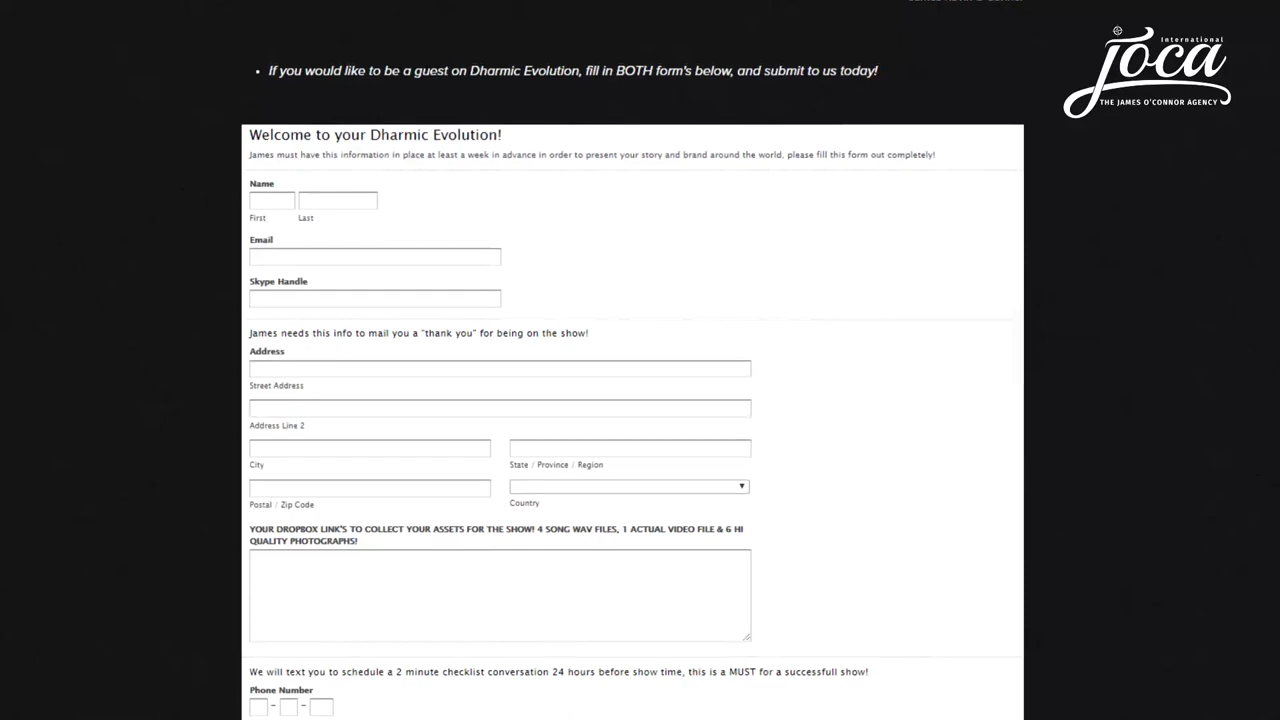 International
joca
THE JAMES O'CONNOR AGENCY
• If you would like to be a guest on Dharmic Evolution, fill in BOTH form's below, and submit to us today!
Welcome to your Dharmic Evolution!
James must have this information in place at least a week in advance in order to present your story and brand around the world, please fill this form out completely!
Name
First Last
Email
Skype Handle
James needs this info to mail you a "thank you" for being on the show!
Address
Street Address
Address Line 2
City State / Province / Region
Postal / Zip Code Country
YOUR DROPBOX LINK'S TO COLLECT YOUR ASSETS FOR THE SHOW! 4 SONG WAV FILES, 1 ACTUAL VIDEO FILE & 6 HI
QUALITY PHOTOGRAPHS!
We will text you to schedule a 2 minute checklist conversation 24 hours before show time, this is a MUST for a successfull show!
Phone Number
- -